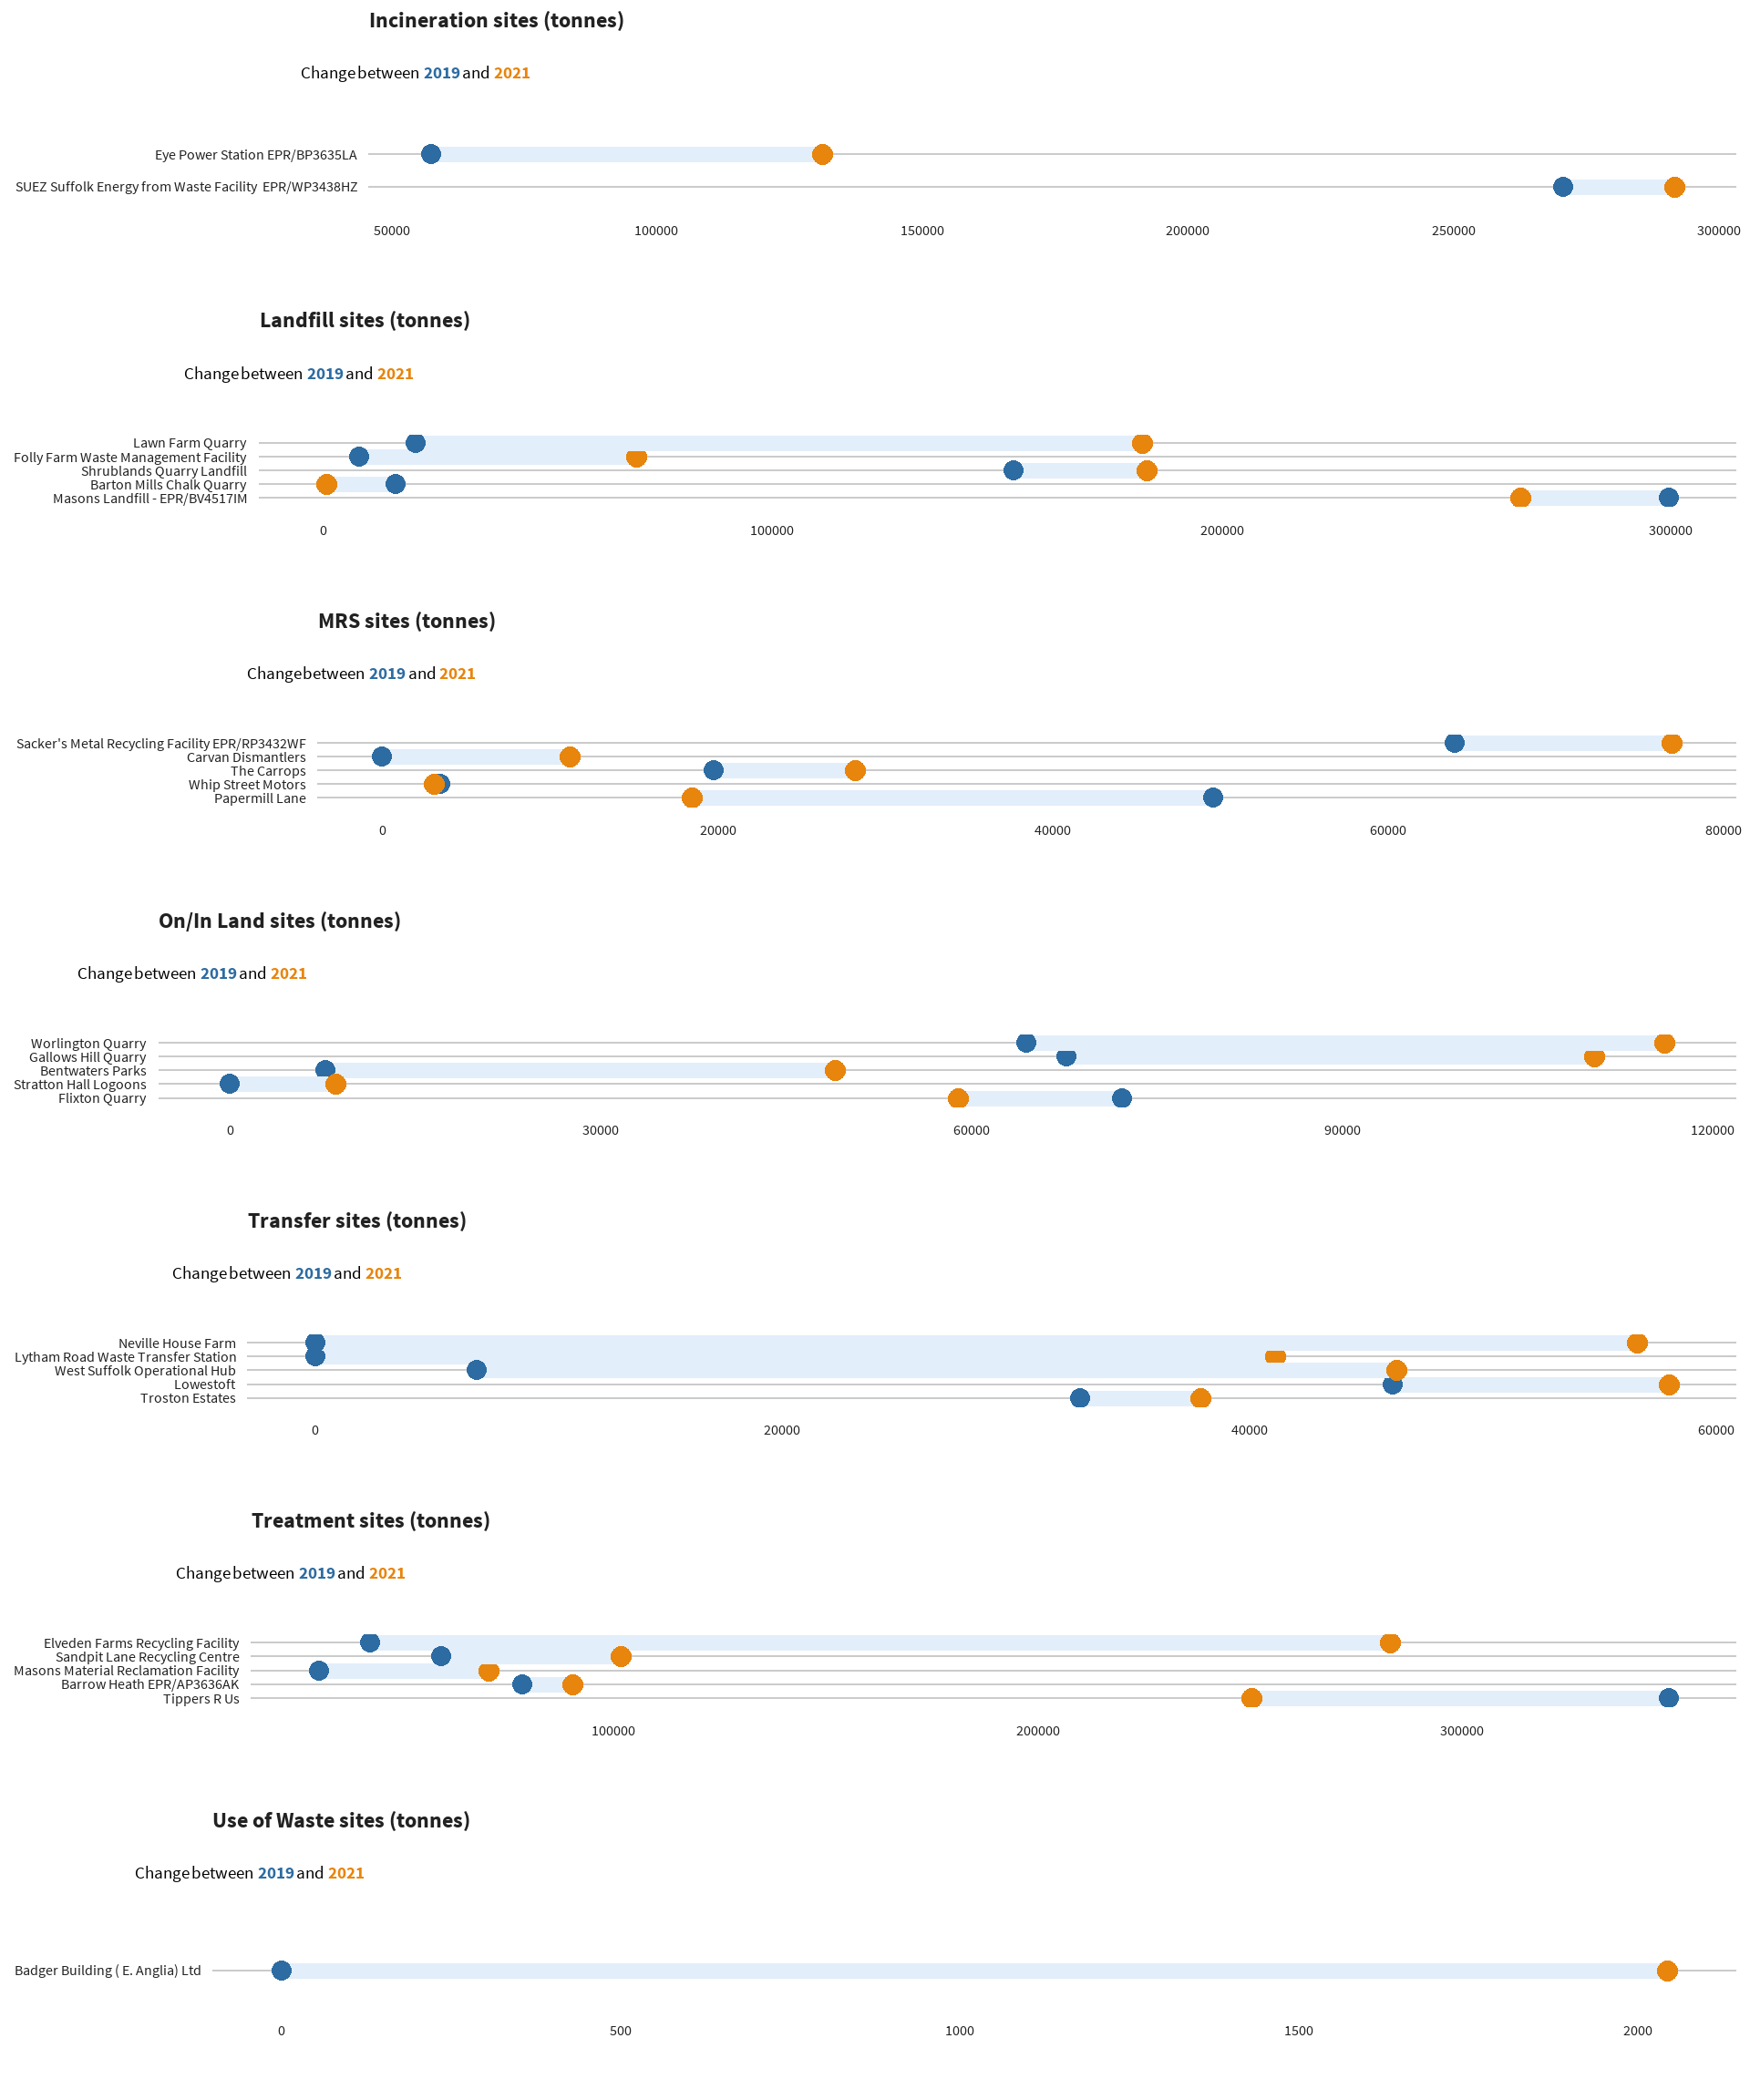 Incineration sites (tonnes)
Change between 2019 and 2021
Eye Power Station EPR/BP3635LA
SUEZ Suffolk Energy from Waste Facility EPR/WP3438HZ
50000 100000 150000 200000 250000 300000
Landfill sites (tonnes)
Change between 2019 and 2021
Lawn Farm Quarry
Folly Farm Waste Management Facility
Shrublands Quarry Landfill
Barton Mills Chalk Quarry
Masons Landfill - EPR/BV4517IM
0 100000 200000 300000
MRS sites (tonnes)
Change between 2019 and 2021
Sacker's Metal Recycling Facility EPR/RP3432WF
Carvan Dismantlers
The Carrops
Whip Street Motors
Papermill Lane
0 20000 40000 60000 80000
On/In Land sites (tonnes)
Change between 2019 and 2021
Worlington Quarry
Gallows Hill Quarry
Bentwaters Parks
Stratton Hall Logoons
Flixton Quarry
0 30000 60000 90000 120000
Transfer sites (tonnes)
Change between 2019 and 2021
Neville House Farm
Lytham Road Waste Transfer Station
West Suffolk Operational Hub
Lowestoft
Troston Estates
0 20000 40000 60000
Treatment sites (tonnes)
Change between 2019 and 2021
Elveden Farms Recycling Facility
Sandpit Lane Recycling Centre
Masons Material Reclamation Facility
Barrow Heath EPR/AP3636AK
Tippers R Us
100000 200000 300000
Use of Waste sites (tonnes)
Change between 2019 and 2021
Badger Building ( E. Anglia) Ltd
0 500 1000 1500 2000